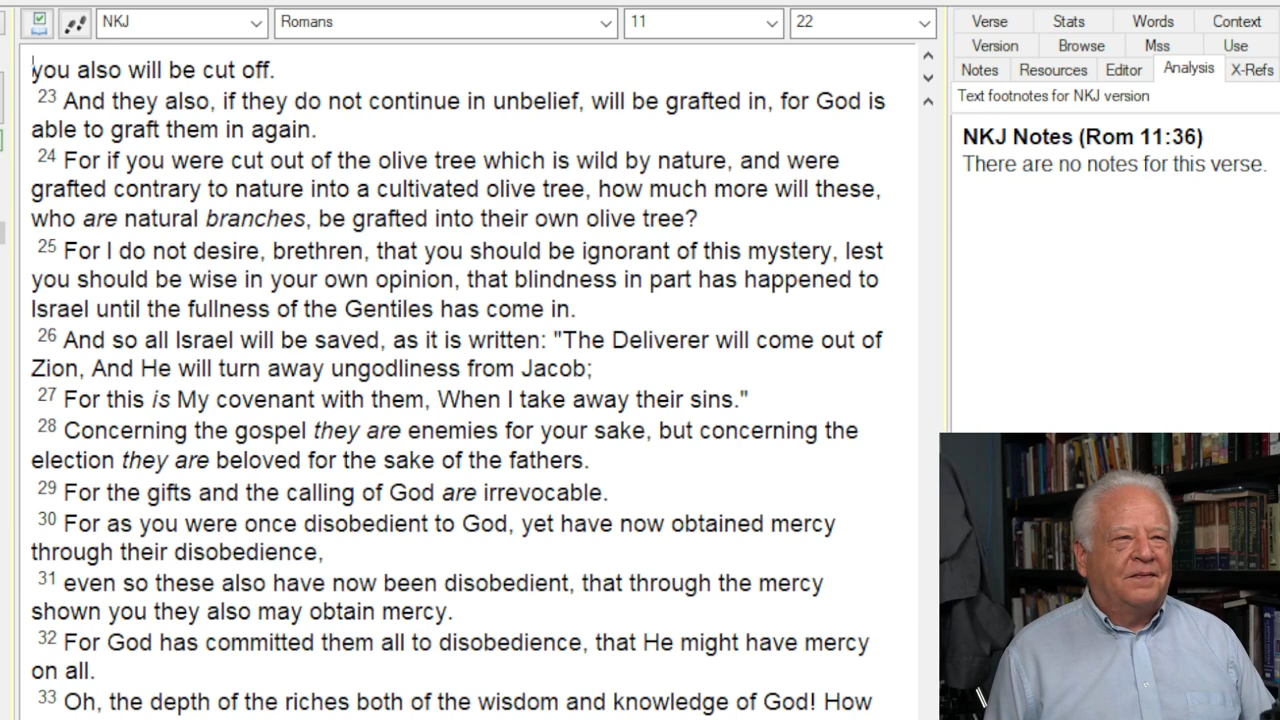 NKJ Romans 11 22
you also will be cut off.
23 And they also, if they do not continue in unbelief, will be grafted in, for God is
able to graft them in again.
24 For if you were cut out of the olive tree which is wild by nature, and were
grafted contrary to nature into a cultivated olive tree, how much more will these,
who are natural branches, be grafted into their own olive tree?
25 For I do not desire, brethren, that you should be ignorant of this mystery, lest
you should be wise in your own opinion, that blindness in part has happened to
Israel until the fullness of the Gentiles has come in.
26 And so all Israel will be saved, as it is written: "The Deliverer will come out of
Zion, And He will turn away ungodliness from Jacob;
27 For this is My covenant with them, When I take away their sins."
28 Concerning the gospel they are enemies for your sake, but concerning the
election they are beloved for the sake of the fathers.
29 For the gifts and the calling of God are irrevocable.
30 For as you were once disobedient to God, yet have now obtained mercy
through their disobedience,
31 even so these also have now been disobedient, that through the mercy
shown you they also may obtain mercy.
32 For God has committed them all to disobedience, that He might have mercy
on all.
33 Oh, the depth of the riches both of the wisdom and knowledge of God! How
Verse Stats Words Context
Version Browse Mss Use
Notes Resources Editor Analysis X-Refs
Text footnotes for NKJ version
NKJ Notes (Rom 11:36)
There are no notes for this verse.